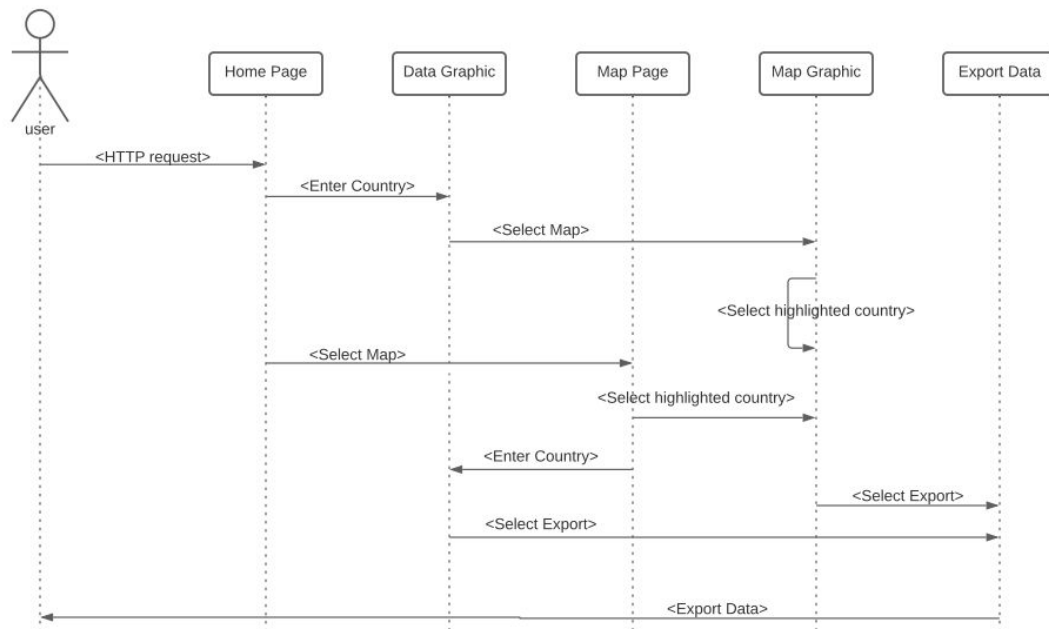 Home Page
Data Graphic
Map Page
Map Graphic
Export Data
user
<HTTP request>
<Enter Country>
<Select Map>
<Select highlighted country>
<Select Map>
<Select highlighted country>
<Enter Country>
<Select Export>
<Select Export>
<Export Data>